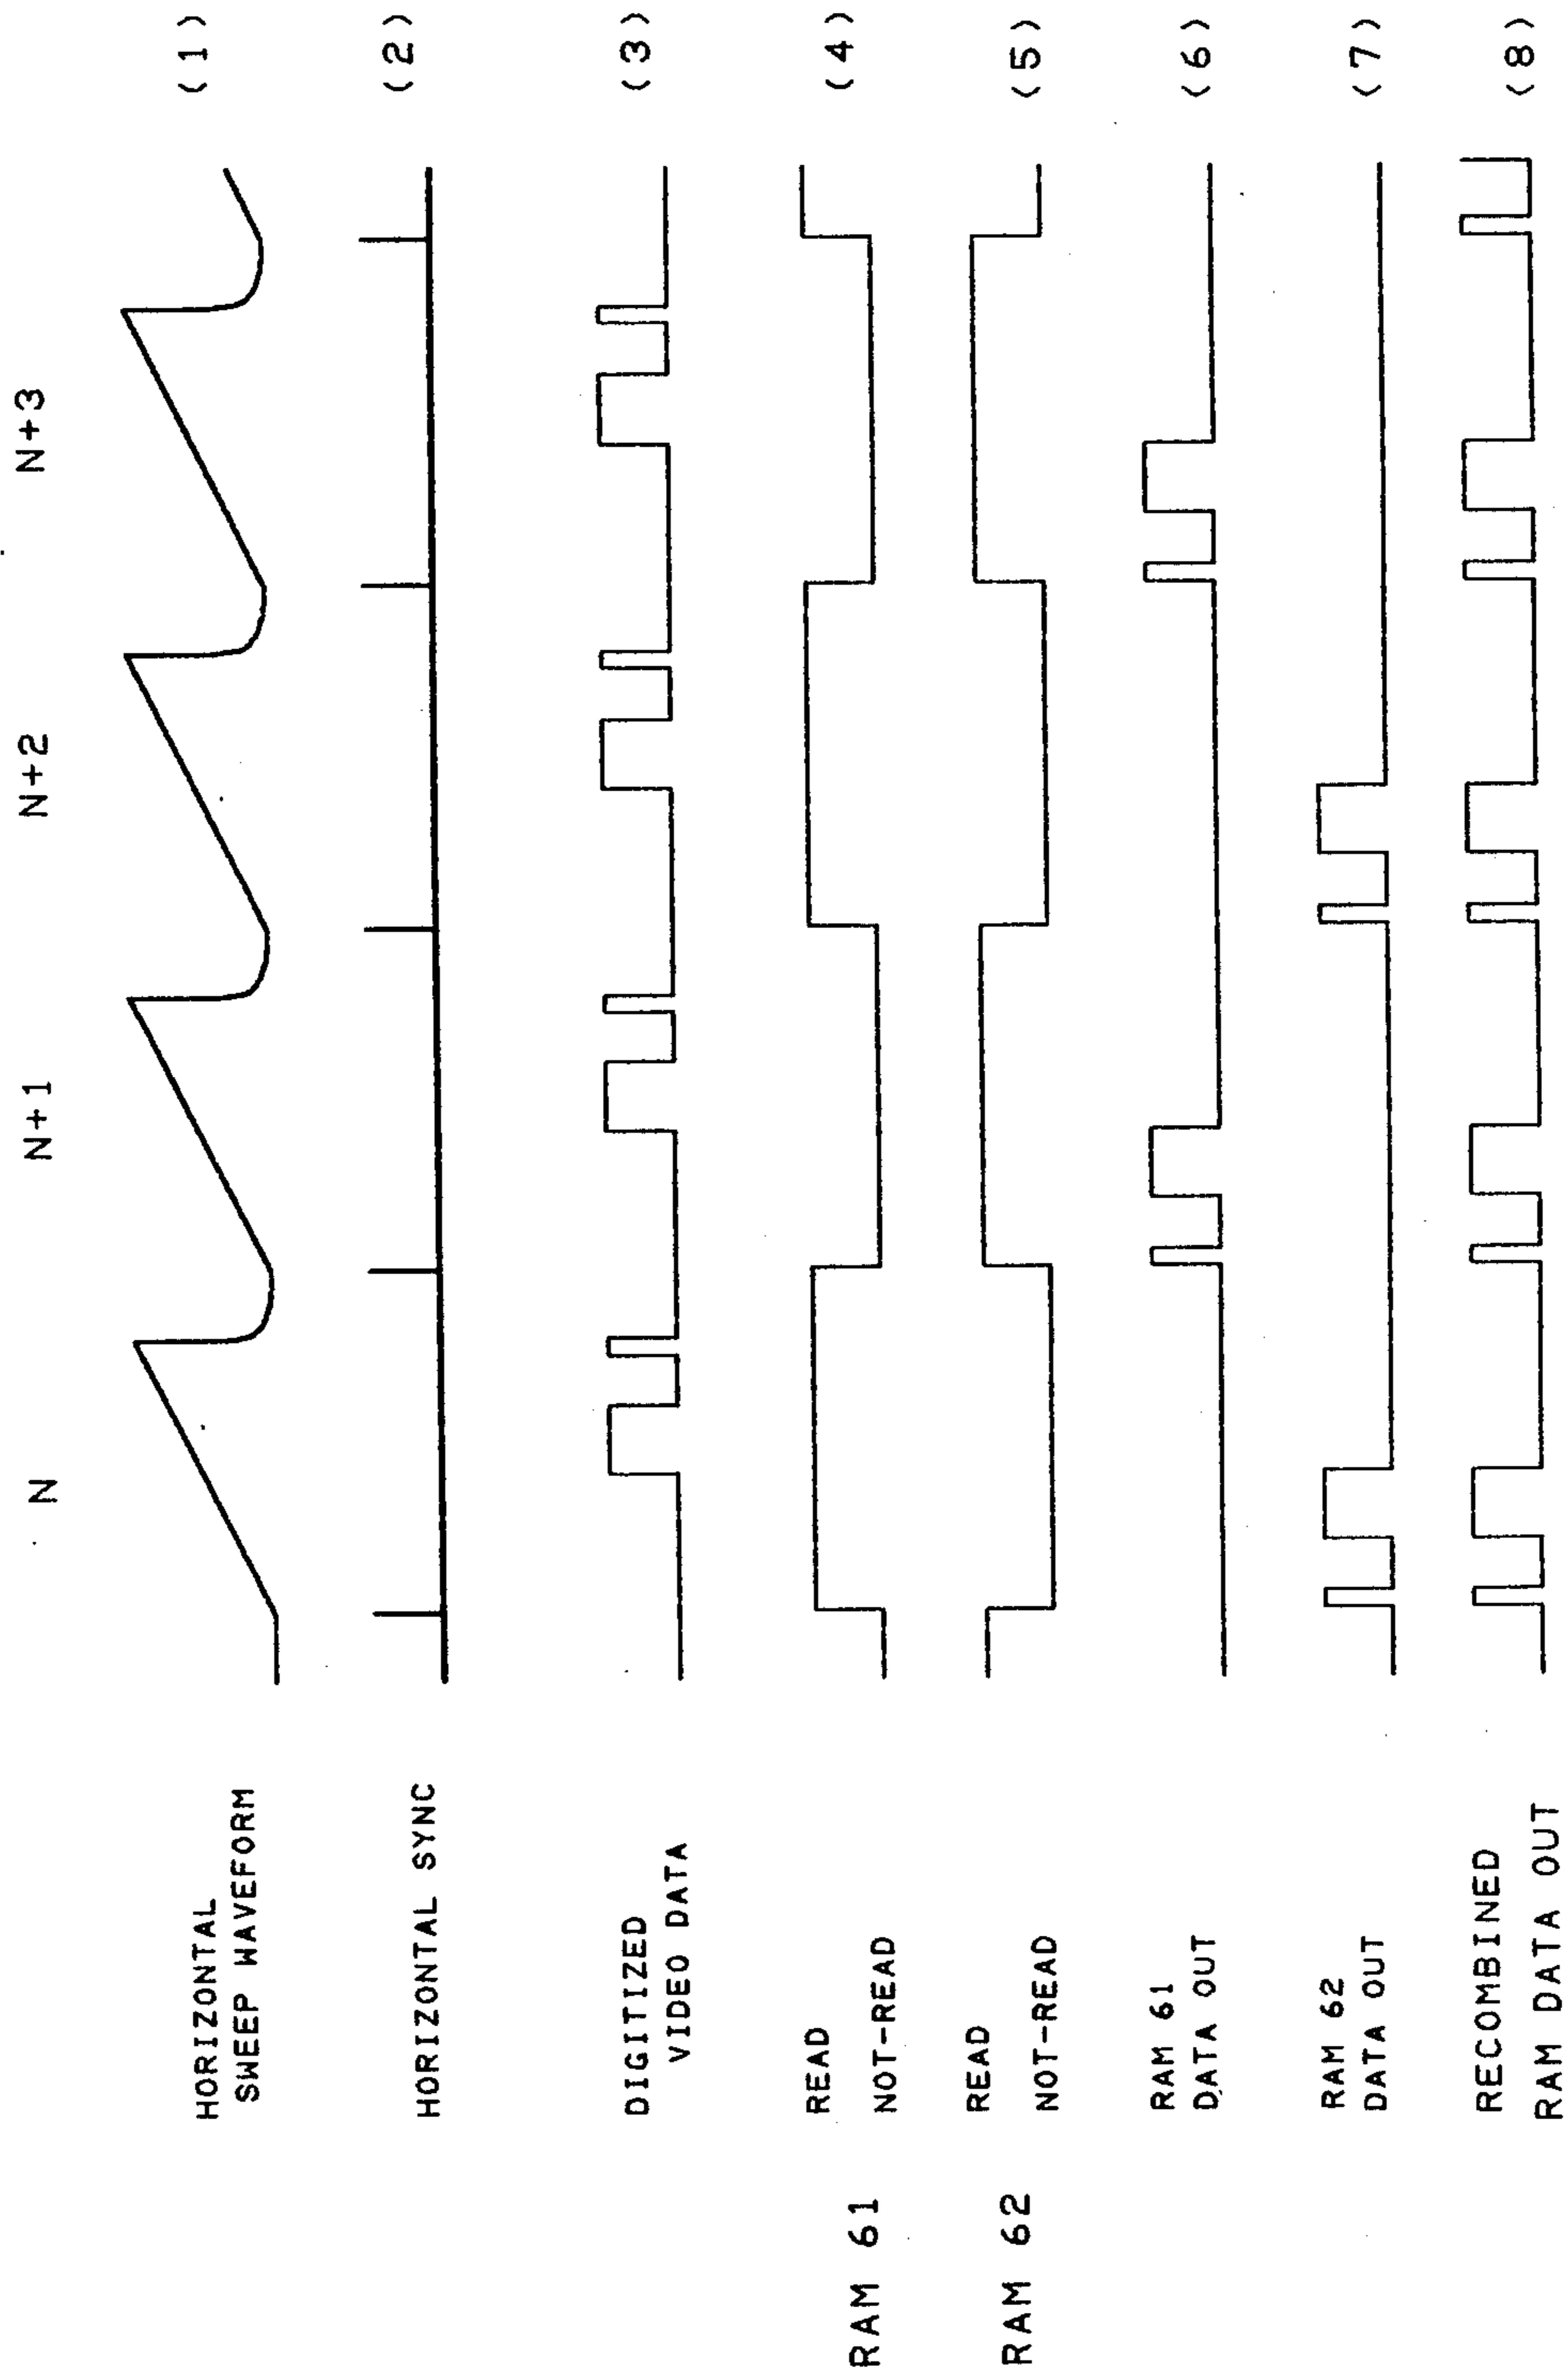 N
N+1
N+2
N+3
HORIZONTAL
SWEEP WAVEFORM
(1)
HORIZONTAL SYNC
(2)
DIGITIZED
VIDEO DATA
(3)
RAM 61
READ
NOT-READ
(4)
RAM 62
READ
NOT-READ
(5)
RAM 61
DATA OUT
(6)
RAM 62
DATA OUT
(7)
RECOMBINED
RAM DATA OUT
(8)